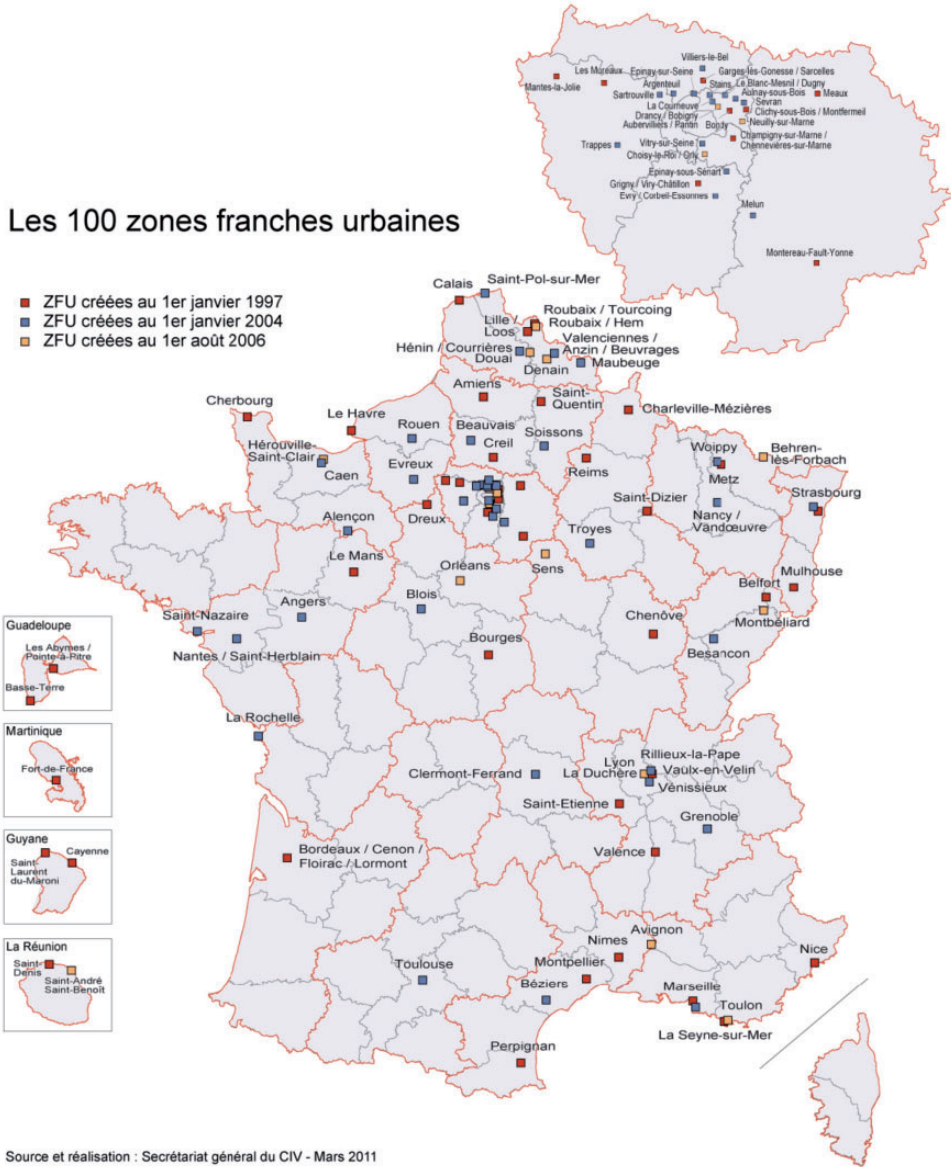 Villiers-le-Bel
Les Mureaux
Epinay-sur-Seine
Garges-lès-Gonesse / Sarcelles
Mantes-la-Jolie
Argenteuil
Stains
Le Blanc-Mesnil / Dugny
Sartrouville
Aulnay-sous-Bois
Meaux
La Courneuve
Sevran
Drancy / Bobigny
Clichy-sous-Bois / Montfermeil
Aubervilliers / Pantin
Bondy
Neuilly-sur-Marne
Trappes
Vitry-sur-Seine
Champigny-sur-Marne /
Chennevières-sur-Marne
Choisy-le-Roi / Orly
Epinay-sous-Sénart
Grigny / Viry-Châtillon
Evry / Corbeil-Essonnes
Melun
Montereau-Fault-Yonne
Les 100 zones franches urbaines
ZFU créées au 1er janvier 1997
ZFU créées au 1er janvier 2004
ZFU créées au 1er août 2006
Calais
Saint-Pol-sur-Mer
Lille /
Loos
Roubaix / Tourcoing
Roubaix / Hem
Hénin / Courrières
Douai
Valenciennes /
Anzin / Beuvrages
Denain
Maubeuge
Cherbourg
Amiens
Saint-
Quentin
Charleville-Mézières
Le Havre
Rouen
Beauvais
Creil
Soissons
Hérouville-
Saint-Clair
Caen
Evreux
Reims
Woippy
Metz
Behren-
lès-Forbach
Dreux
Saint-Dizier
Nancy /
Vandœuvre
Strasbourg
Alençon
Troyes
Le Mans
Orléans
Sens
Mulhouse
Belfort
Montbéliard
Saint-Nazaire
Angers
Blois
Chenôve
Nantes / Saint-Herblain
Bourges
Besancon
La Rochelle
Clermont-Ferrand
Lyon
La Duchère
Rillieux-la-Pape
Vaulx-en-Velin
Vènissieux
Saint-Etienne
Grencole
Bordeaux / Cenon /
Floirac / Lormont
Valence
Avignon
Nimes
Nice
Toulouse
Montpellier
Béziers
Marseille
Toulon
La Seyne-sur-Mer
Perpignan
Guadeloupe
Les Abymes /
Pointe-à-Pitre
Basse-Terre
Martinique
Fort-de-France
Guyane
Cayenne
Saint-
Laurent
du-Maroni
La Réunion
Saint-
Denis
Saint-André
Saint-Benoît
Source et réalisation : Secrétariat général du CIV - Mars 2011